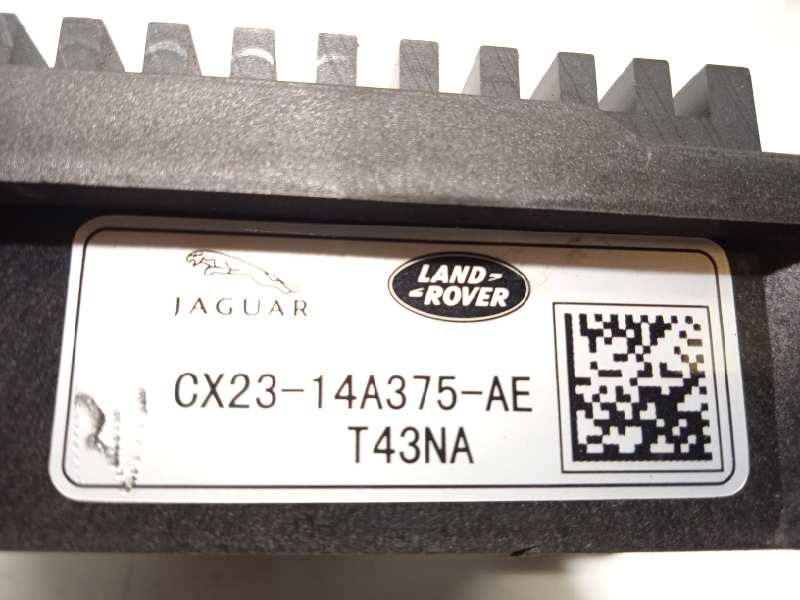 JAGUAR
LAND
ROVER
CX23-14A375-AE
T43NA